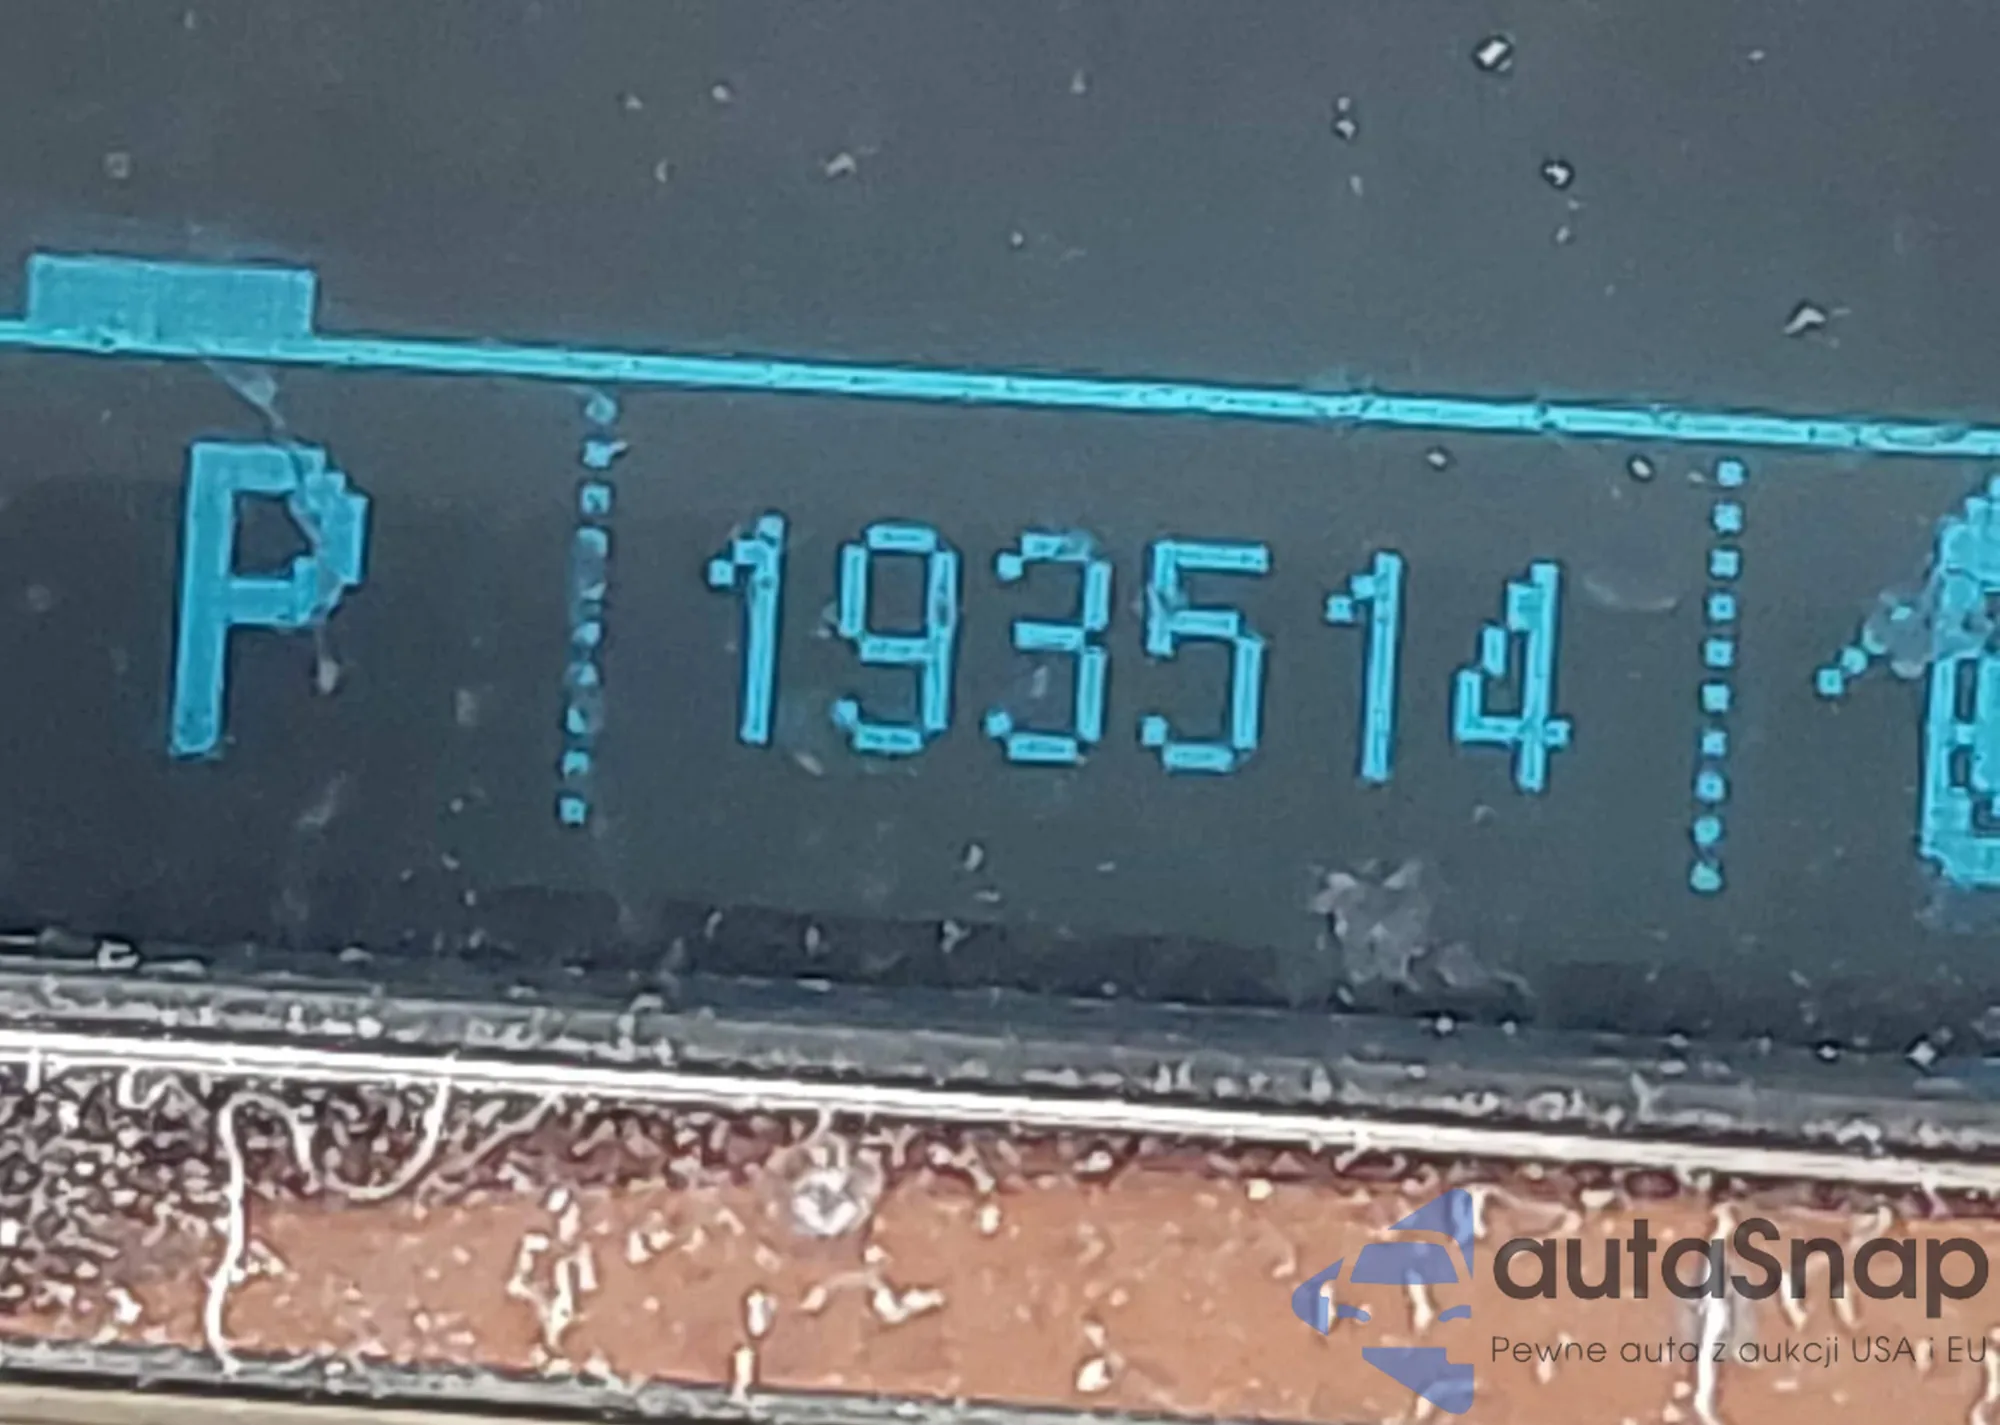 P 193514
autaSnap
Pewne auta z aukcji USA i EU